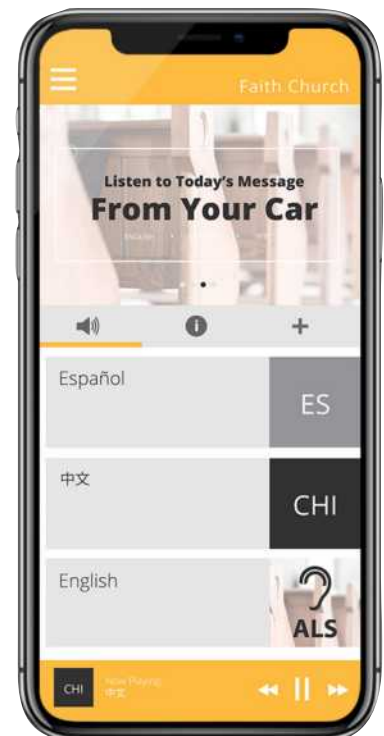 Faith Church
Listen to Today's Message
From Your Car
Español
ES
中文
CHI
English
ALS
CHI
Now Playing
中文